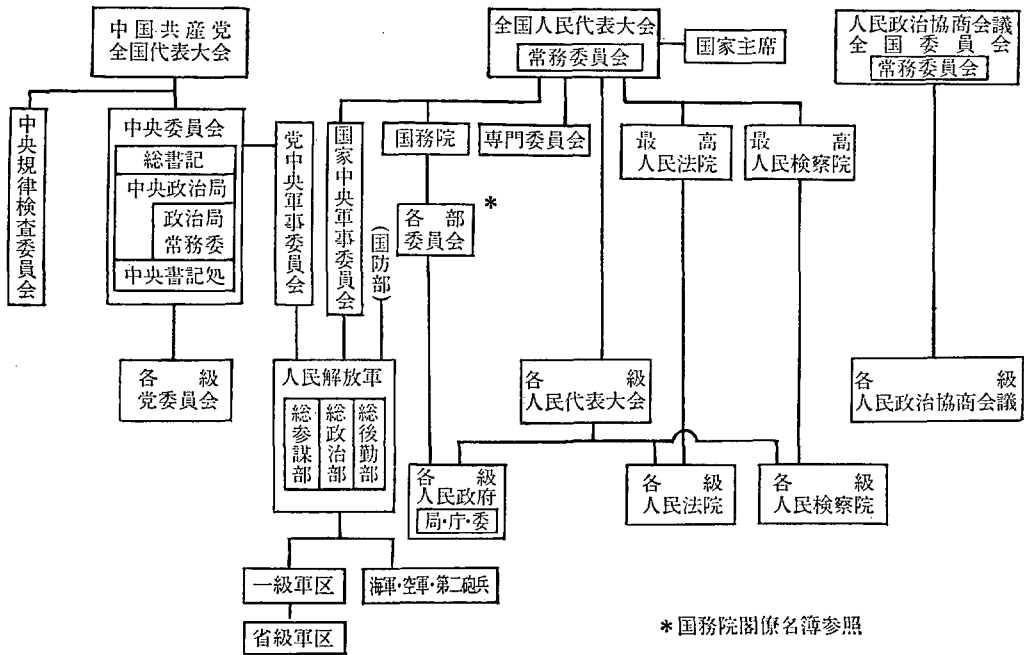 中国共産党
全国代表大会
中央規律検査委員会
中央委員会
総書記
中央政治局
政治局
常務委
中央書記処
党中央軍事委員会
各級
党委員会
全国人民代表大会
常務委員会
国家主席
国家中央軍事委員会
(国防部)
国務院
専門委員会
最高
人民法院
最高
人民検察院
各部
委員会
*
人民解放軍
総参謀部
総政治部
総後勤部
一級軍区
海軍・空軍・第二砲兵
省級軍区
各級
人民代表大会
各級
人民政府
局・庁・委
各級
人民法院
各級
人民検察院
人民政治協商会議
全国委員会
常務委員会
各級
人民政治協商会議
*国務院閣僚名簿参照